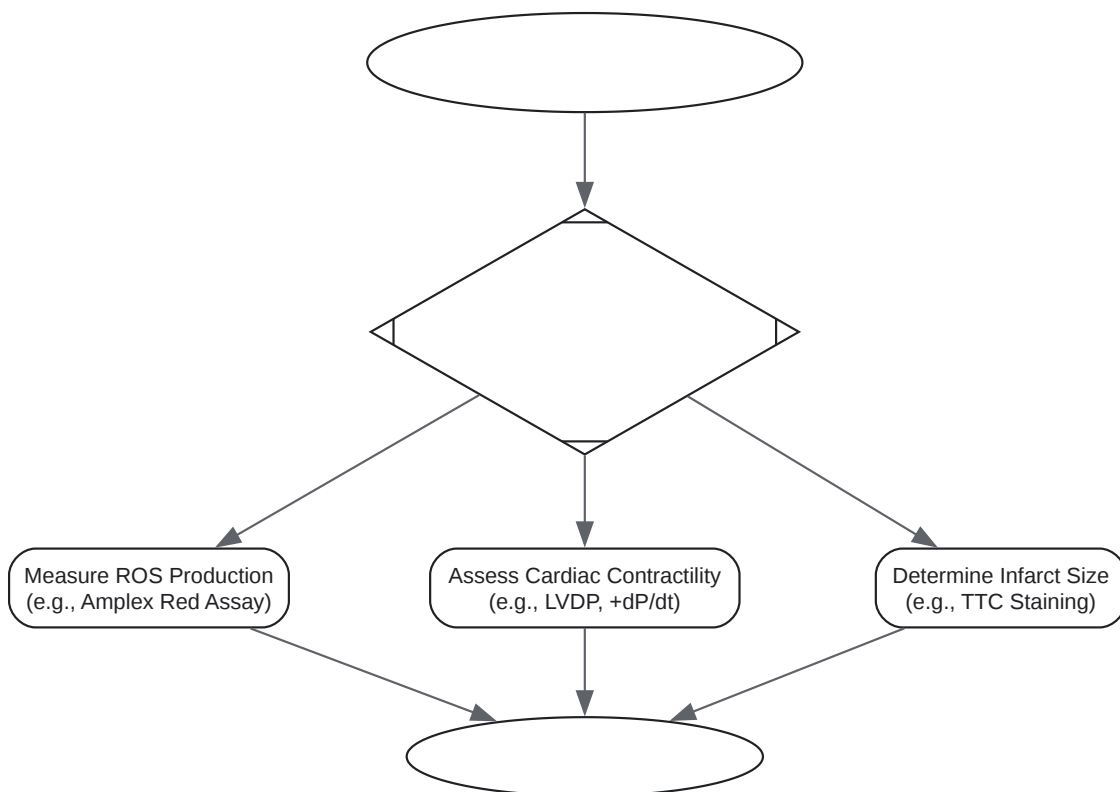 Measure ROS Production
(e.g., Amplex Red Assay)
Assess Cardiac Contractility
(e.g., LVDP, +dP/dt)
Determine Infarct Size
(e.g., TTC Staining)